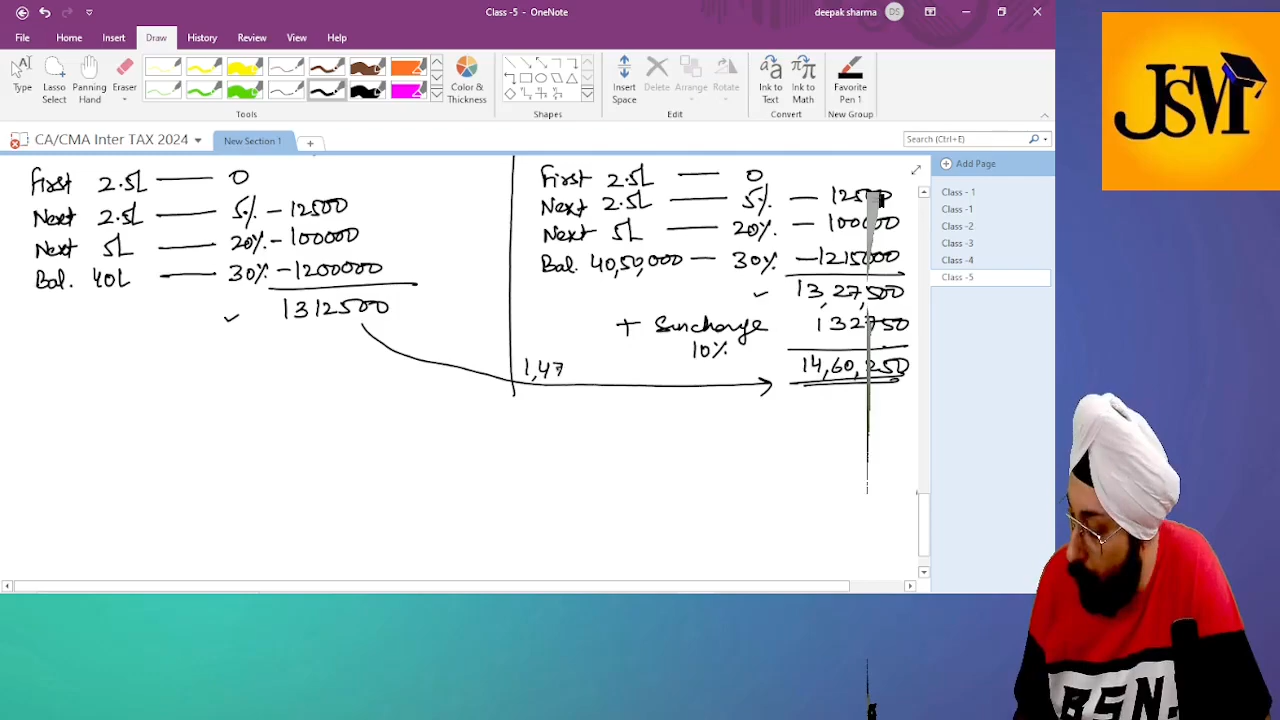 Class -5 - OneNote
deepak sharma
DS
File
Home
Insert
Draw
History
Review
View
Help
Type
Lasso Select
Panning Hand
Eraser
Color & Thickness
Insert Space
Delete
Arrange
Rotate
Ink to Text
Ink to Math
Favorite Pen 1
Tools
Shapes
Edit
Convert
New Group
CA/CMA Inter TAX 2024
New Section 1
Search (Ctrl+E)
Add Page
Class - 1
Class -1
Class -2
Class -3
Class -4
Class -5
First 2.5L — 0
Next 2.5L — 5% - 12500
Next 5L — 20% - 100000
Bal. 40L — 30% - 1200000
1312500
First 2.5L — 0
Next 2.5L — 5% — 12500
Next 5L — 20% — 100000
Bal. 40,50,000 — 30% — 1215000
13,27,500
+ Surcharge 132750
10%
14,60,250
1,47
JSM
BSN